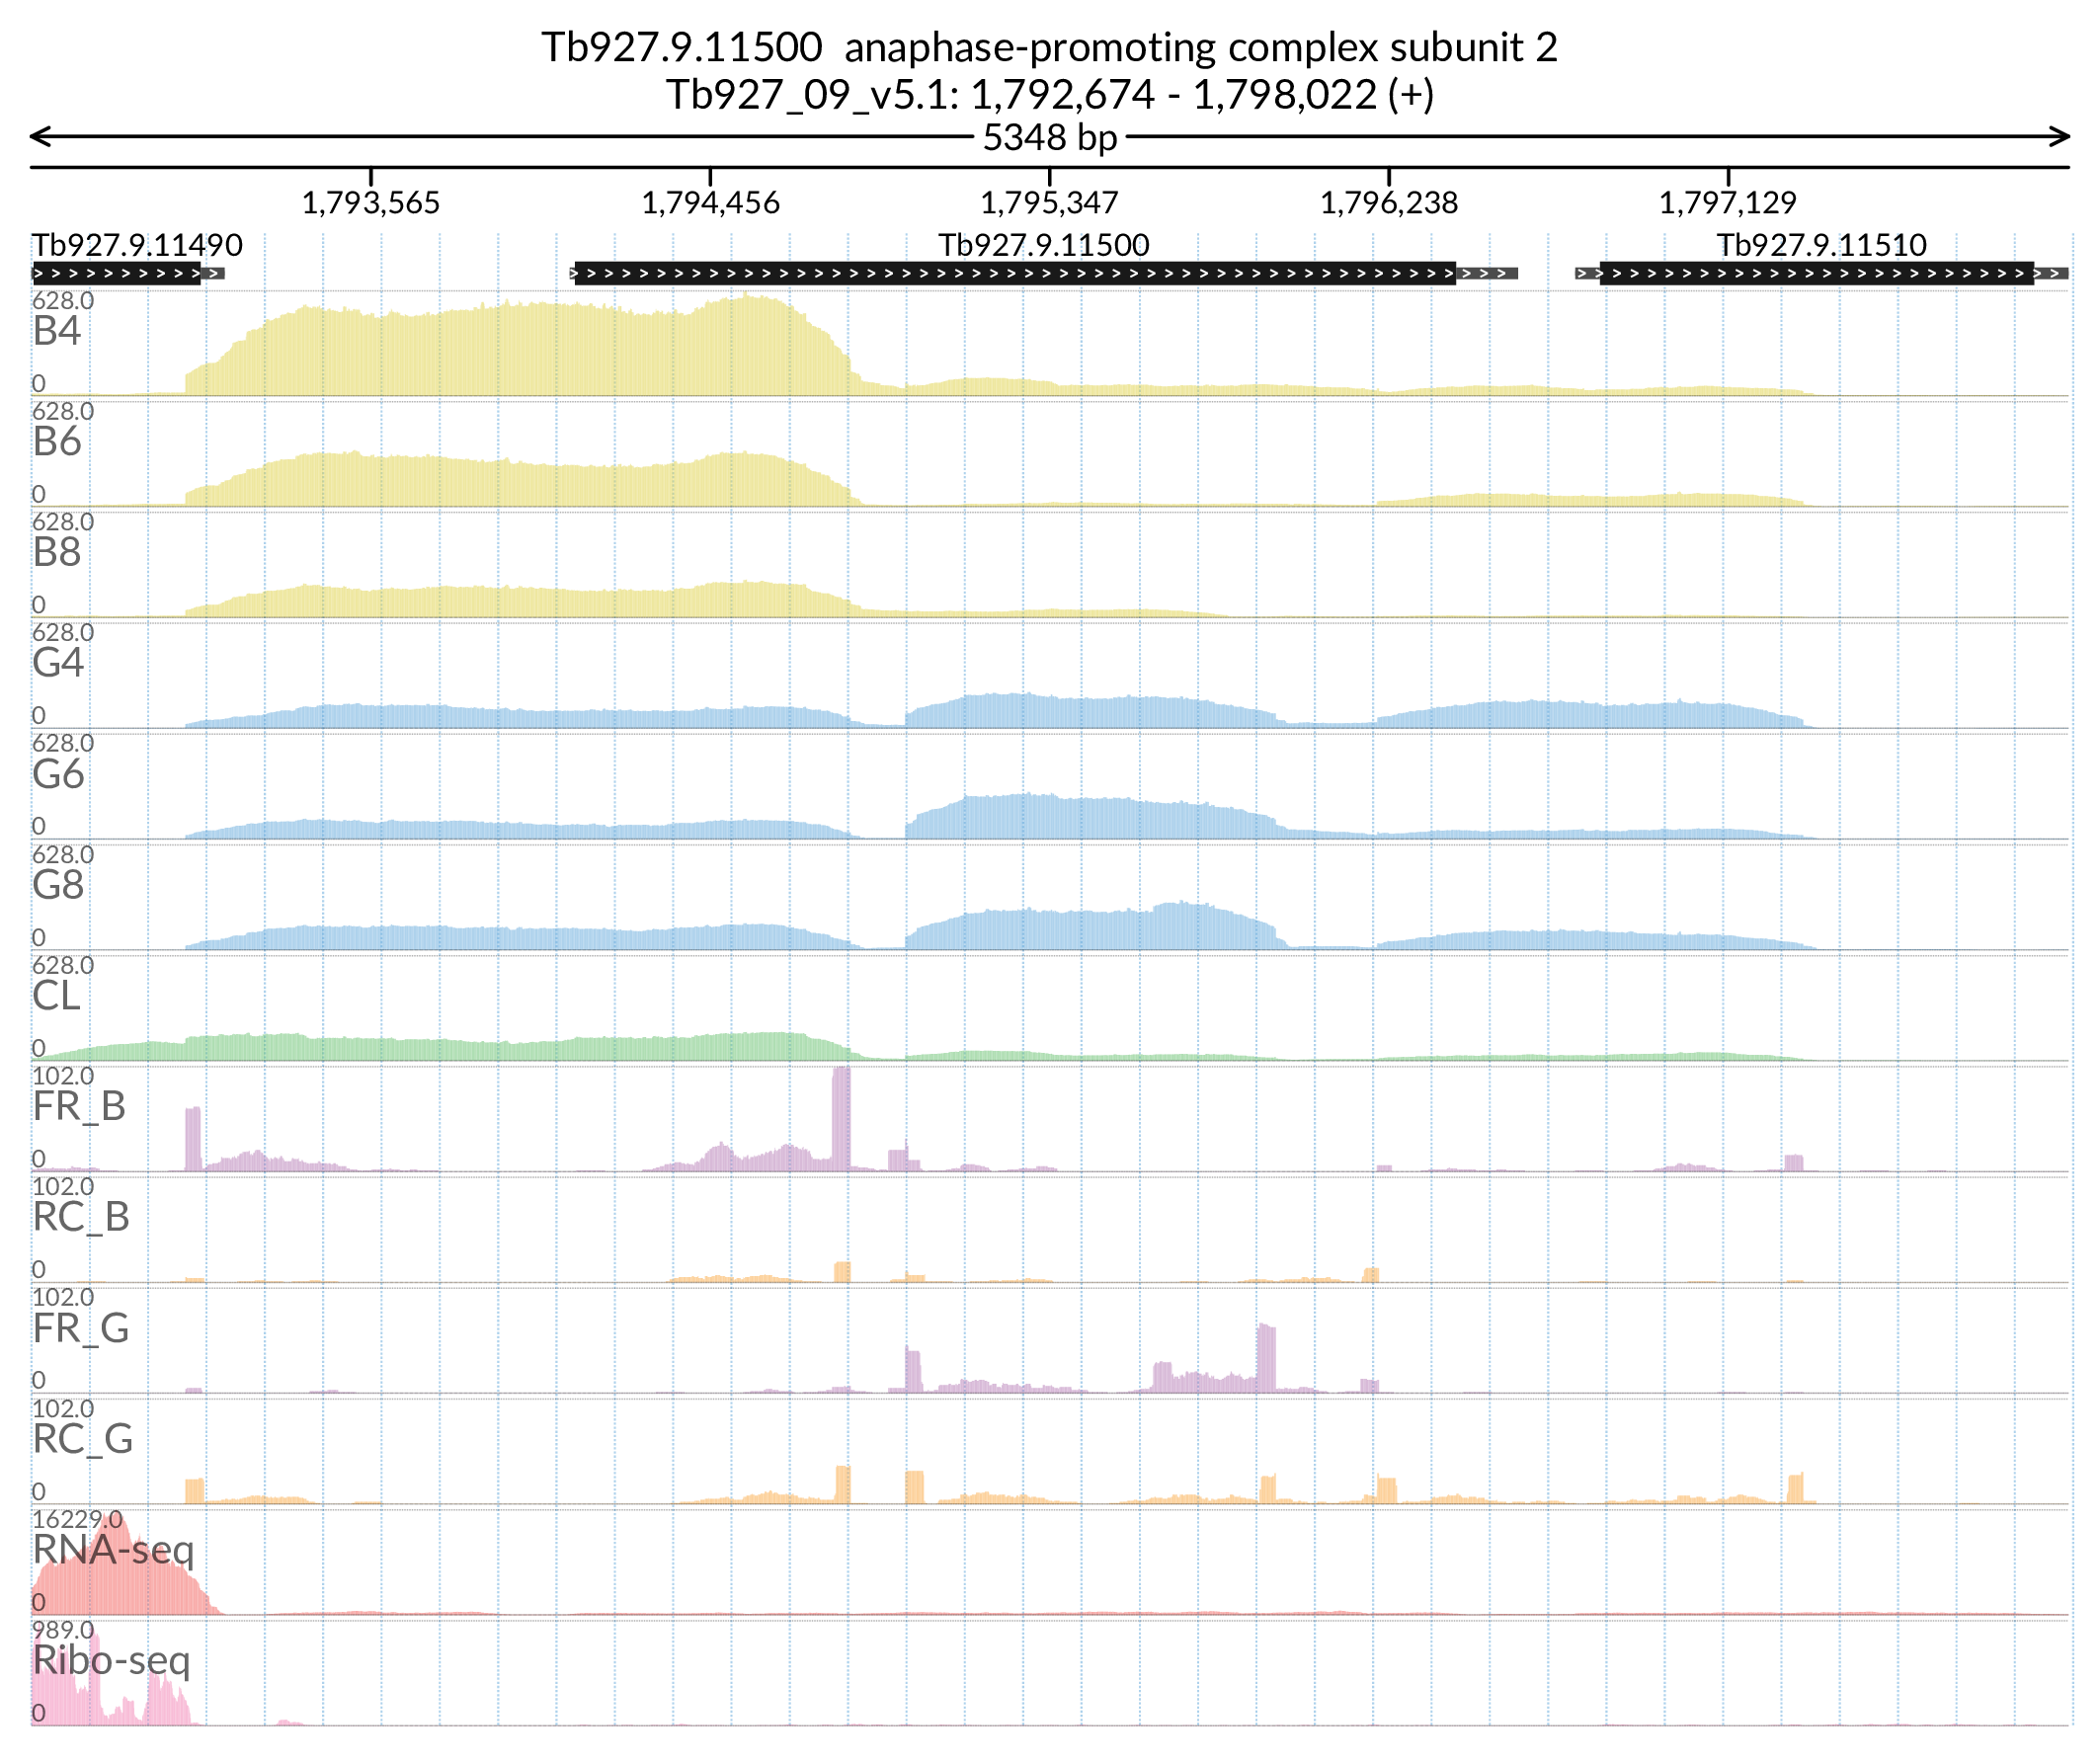 Tb927.9.11500 anaphase-promoting complex subunit 2
Tb927_09_v5.1: 1,792,674 - 1,798,022 (+)
5348 bp
1,793,565 1,794,456 1,795,347 1,796,238 1,797,129
Tb927.9.11490 Tb927.9.11500 Tb927.9.11510
628.0
B4
0
628.0
B6
0
628.0
B8
0
628.0
G4
0
628.0
G6
0
628.0
G8
0
628.0
CL
0
102.0
FR_B
0
102.0
RC_B
0
102.0
FR_G
0
102.0
RC_G
0
16229.0
RNA-seq
0
989.0
Ribo-seq
0